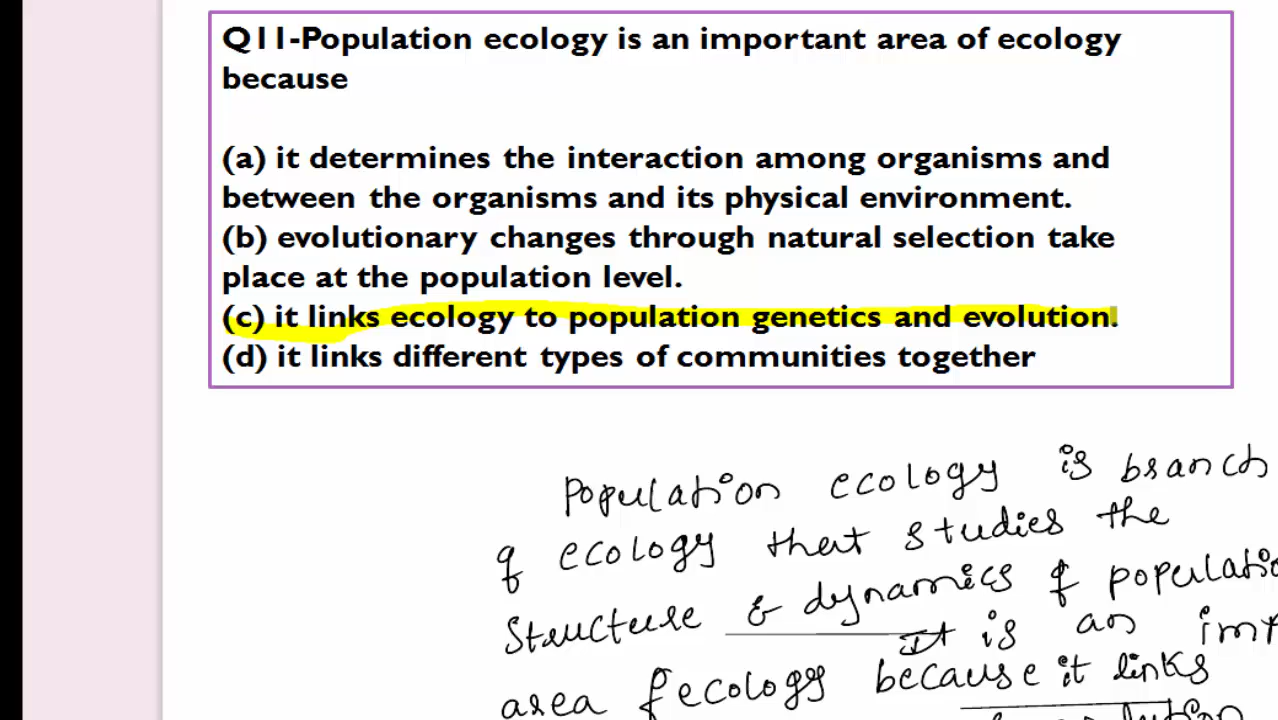 Q11-Population ecology is an important area of ecology
because
(a) it determines the interaction among organisms and
between the organisms and its physical environment.
(b) evolutionary changes through natural selection take
place at the population level.
(c) it links ecology to population genetics and evolution.
(d) it links different types of communities together
Population ecology is branch
of ecology that studies the
Structure & dynamics of
It is an
area of ecology because it links